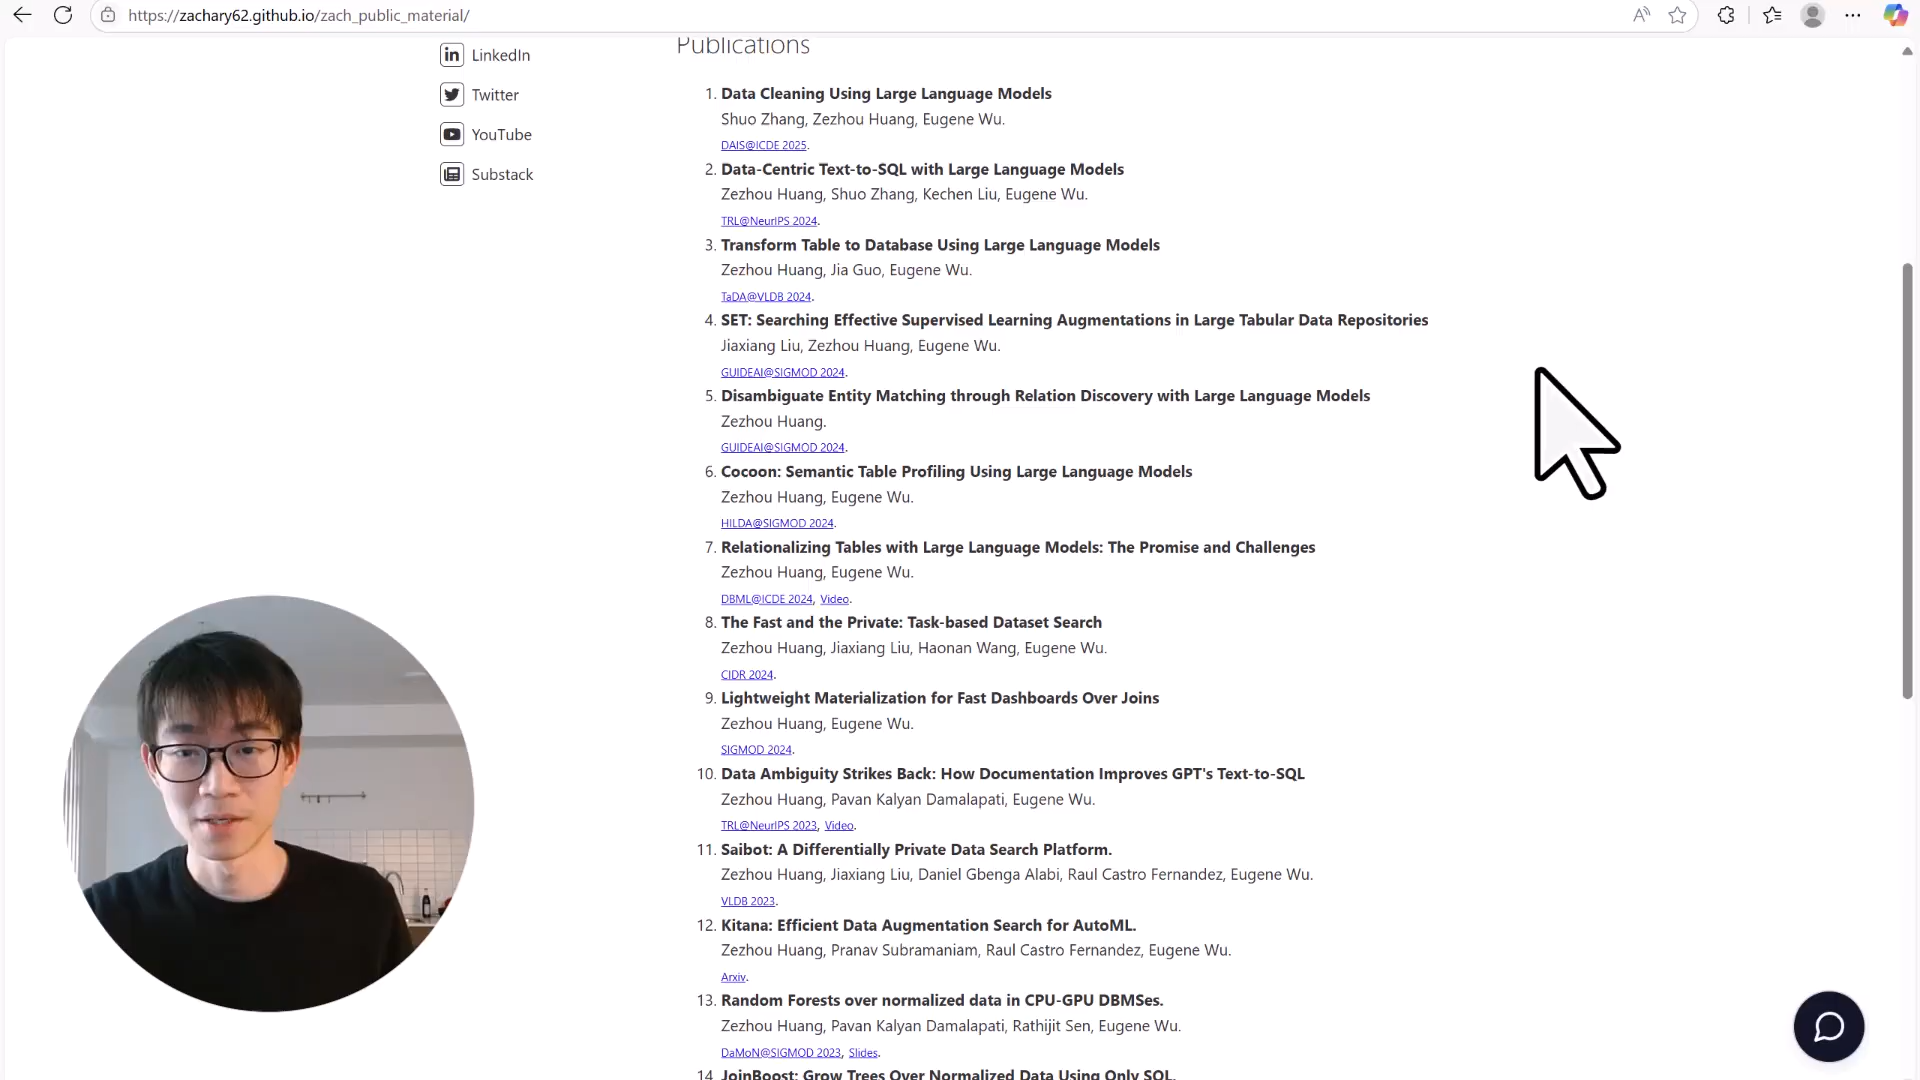 https://zachary62.github.io/zach_public_material/
LinkedIn
Twitter
YouTube
Substack
Publications
1. Data Cleaning Using Large Language Models
Shuo Zhang, Zezhou Huang, Eugene Wu.
DAIS@ICDE 2025.
2. Data-Centric Text-to-SQL with Large Language Models
Zezhou Huang, Shuo Zhang, Kechen Liu, Eugene Wu.
TRL@NeurIPS 2024.
3. Transform Table to Database Using Large Language Models
Zezhou Huang, Jia Guo, Eugene Wu.
TaDA@VLDB 2024.
4. SET: Searching Effective Supervised Learning Augmentations in Large Tabular Data Repositories
Jiaxiang Liu, Zezhou Huang, Eugene Wu.
GUIDEAI@SIGMOD 2024.
5. Disambiguate Entity Matching through Relation Discovery with Large Language Models
Zezhou Huang.
GUIDEAI@SIGMOD 2024.
6. Cocoon: Semantic Table Profiling Using Large Language Models
Zezhou Huang, Eugene Wu.
HILDA@SIGMOD 2024.
7. Relationalizing Tables with Large Language Models: The Promise and Challenges
Zezhou Huang, Eugene Wu.
DBML@ICDE 2024, Video.
8. The Fast and the Private: Task-based Dataset Search
Zezhou Huang, Jiaxiang Liu, Haonan Wang, Eugene Wu.
CIDR 2024.
9. Lightweight Materialization for Fast Dashboards Over Joins
Zezhou Huang, Eugene Wu.
SIGMOD 2024.
10. Data Ambiguity Strikes Back: How Documentation Improves GPT's Text-to-SQL
Zezhou Huang, Pavan Kalyan Damalapati, Eugene Wu.
TRL@NeurIPS 2023, Video.
11. Saibot: A Differentially Private Data Search Platform.
Zezhou Huang, Jiaxiang Liu, Daniel Gbenga Alabi, Raul Castro Fernandez, Eugene Wu.
VLDB 2023.
12. Kitana: Efficient Data Augmentation Search for AutoML.
Zezhou Huang, Pranav Subramaniam, Raul Castro Fernandez, Eugene Wu.
Arxiv.
13. Random Forests over normalized data in CPU-GPU DBMSes.
Zezhou Huang, Pavan Kalyan Damalapati, Rathijit Sen, Eugene Wu.
DaMoN@SIGMOD 2023, Slides.
14. JoinBoost: Grow Trees Over Normalized Data Using Only SQL.